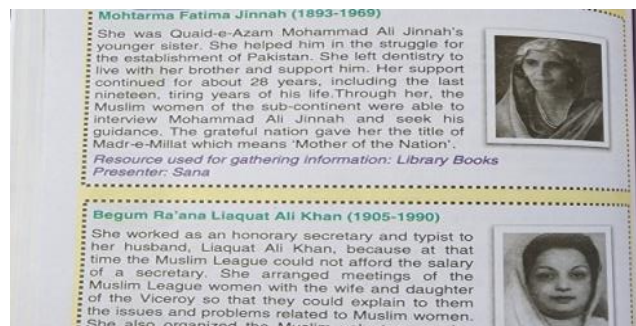 Mohtarma Fatima Jinnah (1893-1969)
She was Quaid-e-Azam Mohammad Ali Jinnah's
younger sister. She helped him in the struggle for
the establishment of Pakistan. She left dentistry to
live with her brother and support him. Her support
continued for about 28 years, including the last
nineteen, tiring years of his life.Through her, the
Muslim women of the sub-continent were able to
interview Mohammad Ali Jinnah and seek his
guidance. The grateful nation gave her the title of
Madr-e-Millat which means 'Mother of the Nation'.
Resource used for gathering information: Library Books
Presenter: Sana
Begum Ra'ana Liaquat Ali Khan (1905-1990)
She worked as an honorary secretary and typist to
her husband, Liaquat Ali Khan, because at that
time the Muslim League could not afford the salary
of a secretary. She arranged meetings of the
Muslim League women with the wife and daughter
of the Viceroy so that they could explain to them
the issues and problems related to Muslim women.
She also organized the Muslim